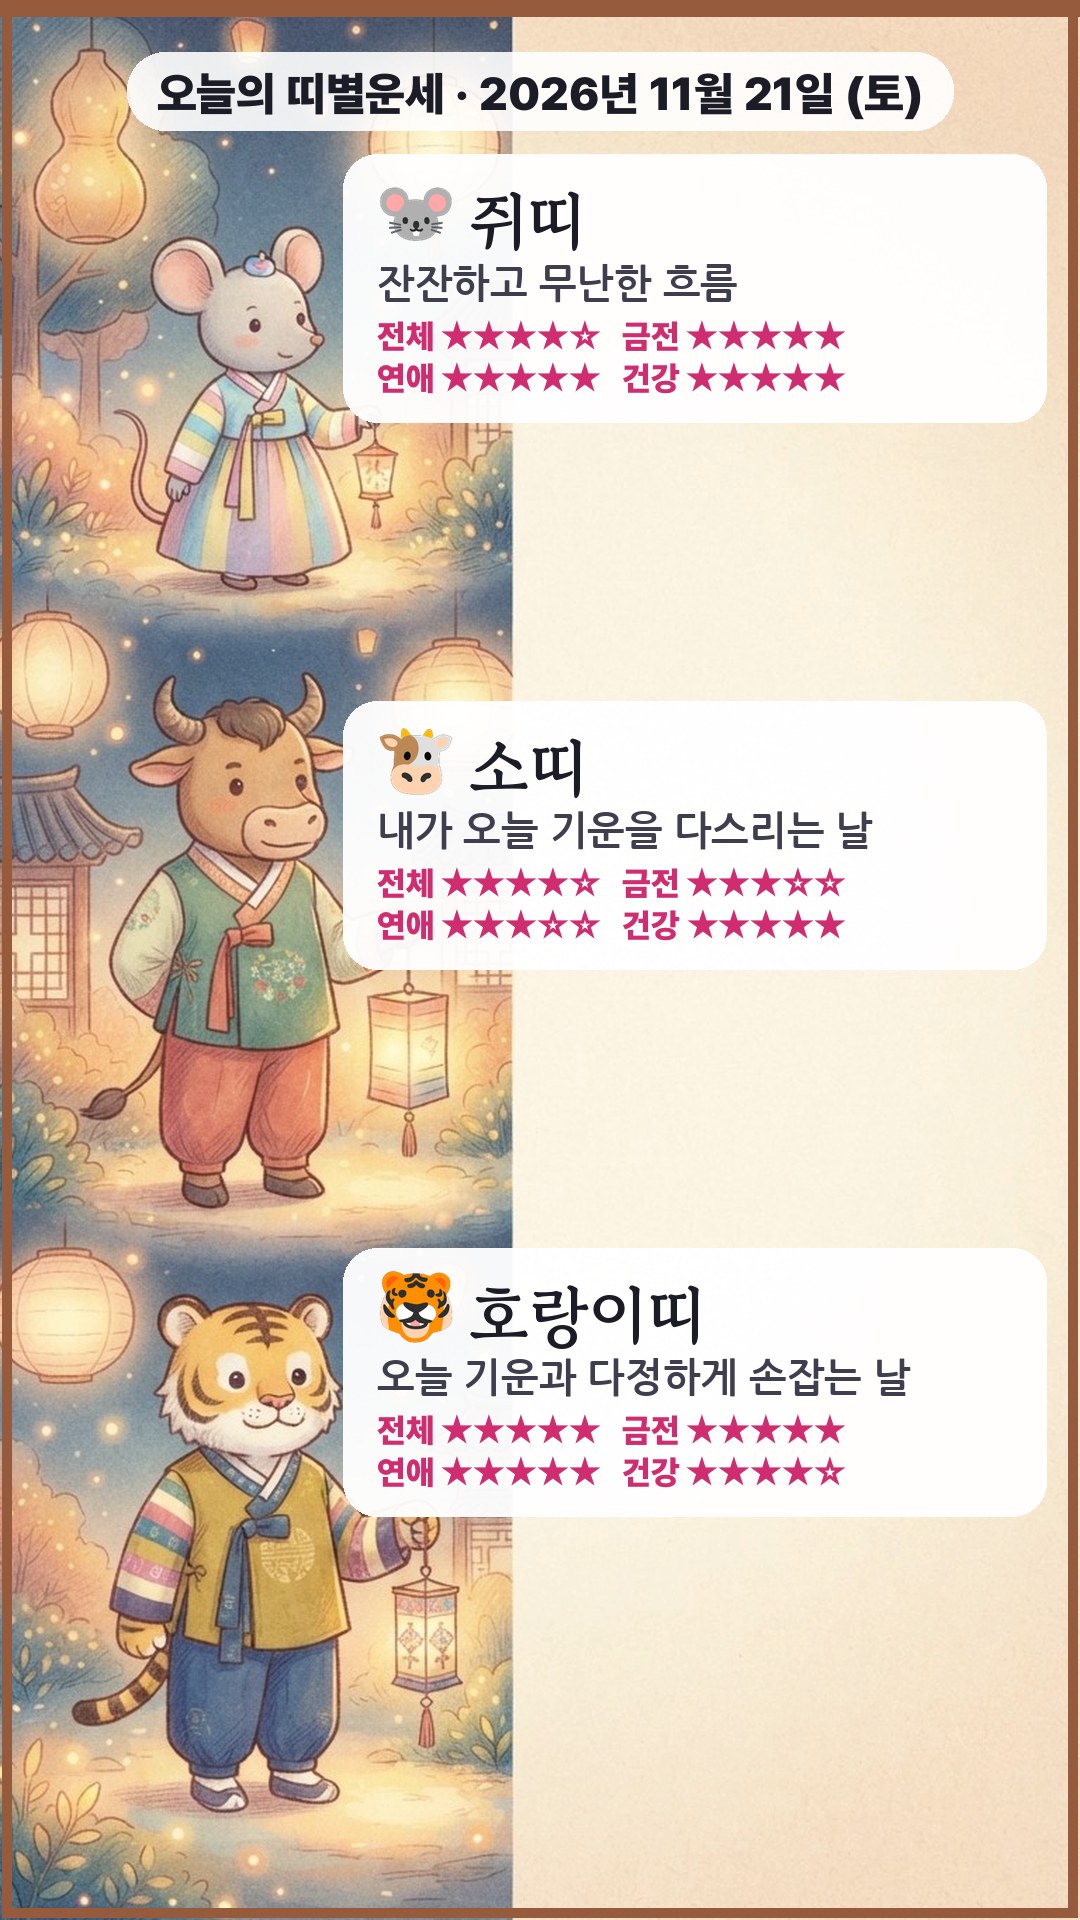 오늘의 띠별운세 · 2026년 11월 21일 (토)
🐭 쥐띠
잔잔하고 무난한 흐름
전체 ★★★★☆ 금전 ★★★★★
연애 ★★★★★ 건강 ★★★★★
🐮 소띠
내가 오늘 기운을 다스리는 날
전체 ★★★★☆ 금전 ★★★☆☆
연애 ★★★☆☆ 건강 ★★★★★
🐯 호랑이띠
오늘 기운과 다정하게 손잡는 날
전체 ★★★★★ 금전 ★★★★★
연애 ★★★★★ 건강 ★★★★☆